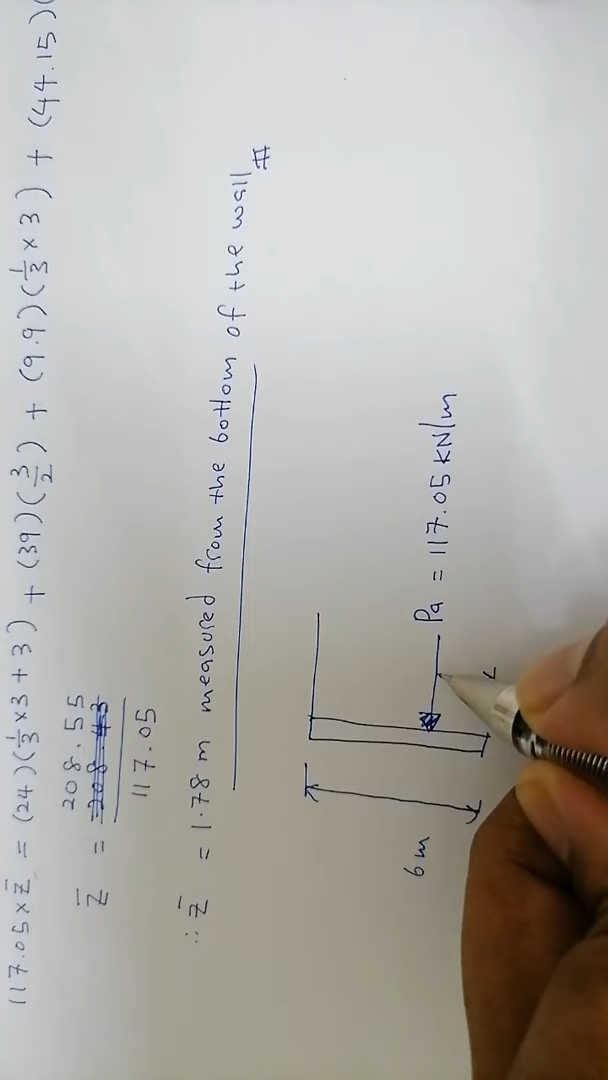 117.05 x z̄ = (24)(1/3 x 3 + 3) + (39)(3/2) + (9.9)(1/3 x 3) + (44.15)(
z̄ = 208.55 / 117.05
∴ z̄ = 1.78 m measured from the bottom of the wall #
Pa = 117.05 kN/m
6 m